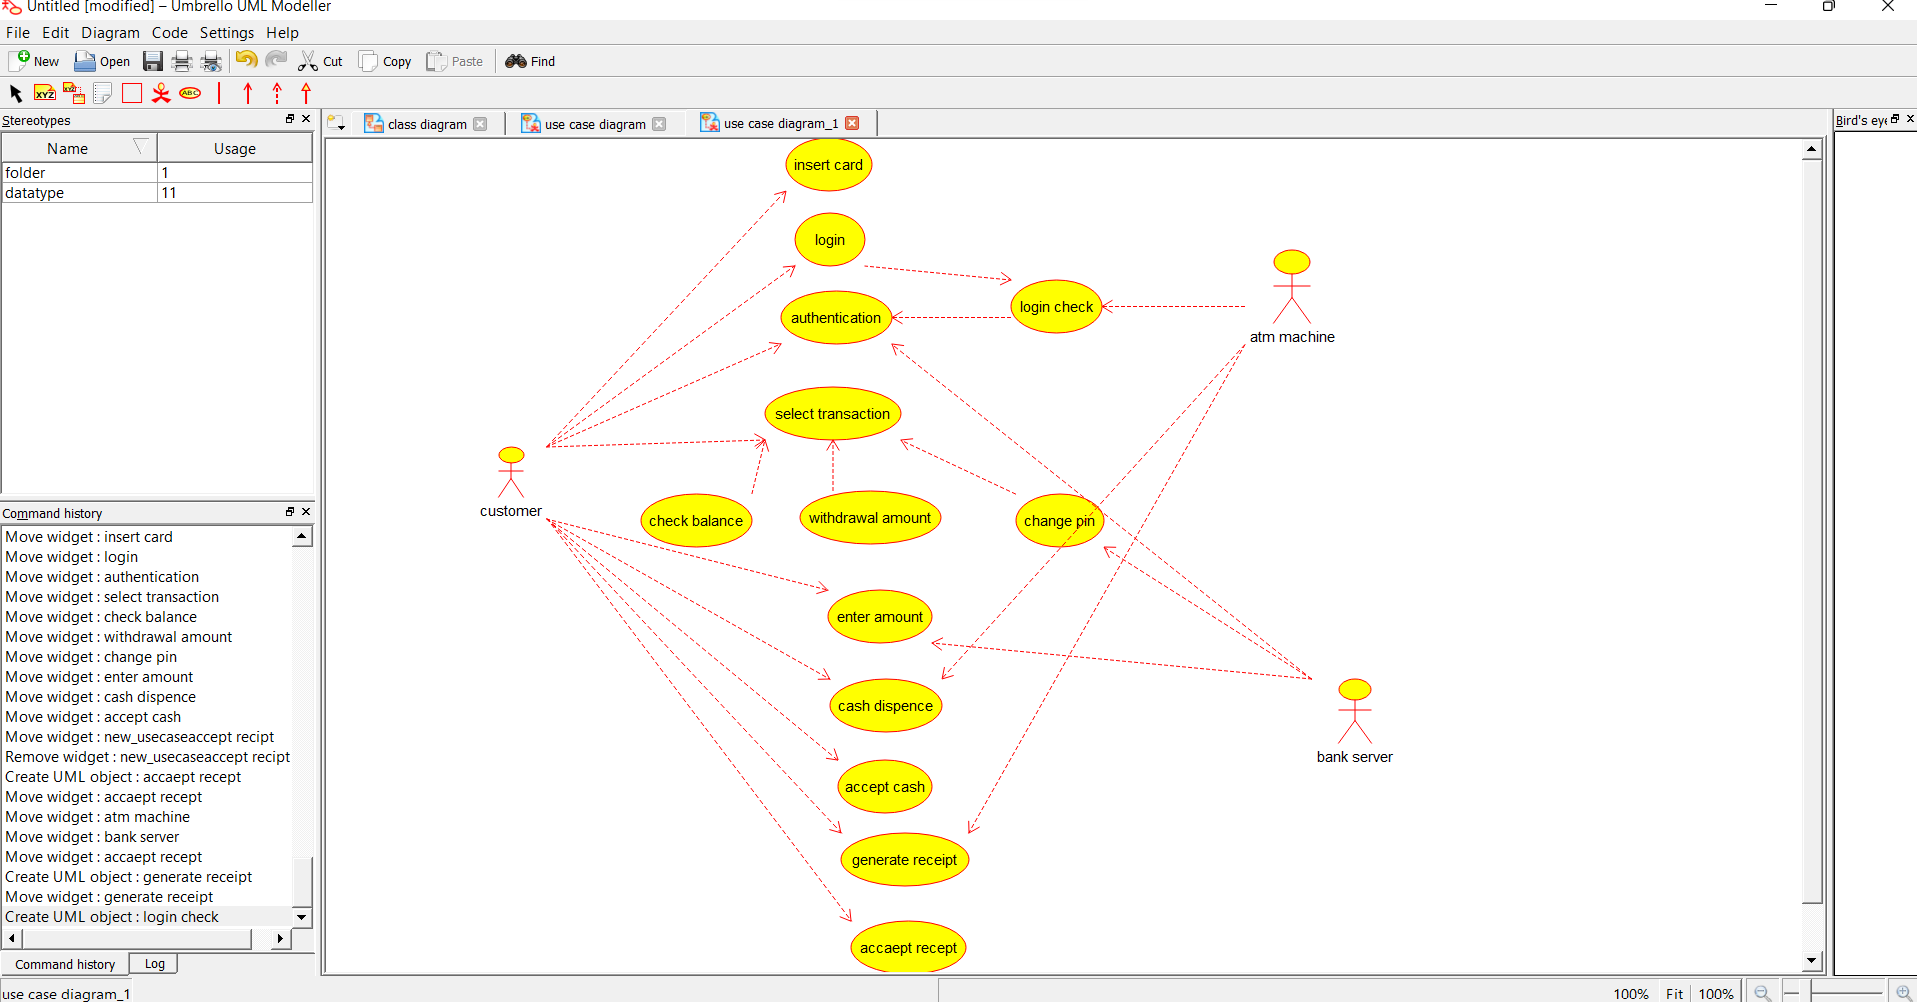 Untitled [modified] – Umbrello UML Modeller
File Edit Diagram Code Settings Help
New Open Cut Copy Paste Find
XYZ XYZ ABC
Stereotypes
Name Usage
folder 1
datatype 11
Command history
Move widget : insert card
Move widget : login
Move widget : authentication
Move widget : select transaction
Move widget : check balance
Move widget : withdrawal amount
Move widget : change pin
Move widget : enter amount
Move widget : cash dispence
Move widget : accept cash
Move widget : new_usecaseaccept recipt
Remove widget : new_usecaseaccept recipt
Create UML object : accaept recept
Move widget : accaept recept
Move widget : atm machine
Move widget : bank server
Move widget : accaept recept
Create UML object : generate receipt
Move widget : generate receipt
Create UML object : login check
Command history Log
class diagram use case diagram use case diagram_1
insert card
login
login check
authentication
atm machine
select transaction
customer
check balance
withdrawal amount
change pin
enter amount
cash dispence
bank server
accept cash
generate receipt
accaept recept
Bird's eye
use case diagram_1
100% Fit 100%